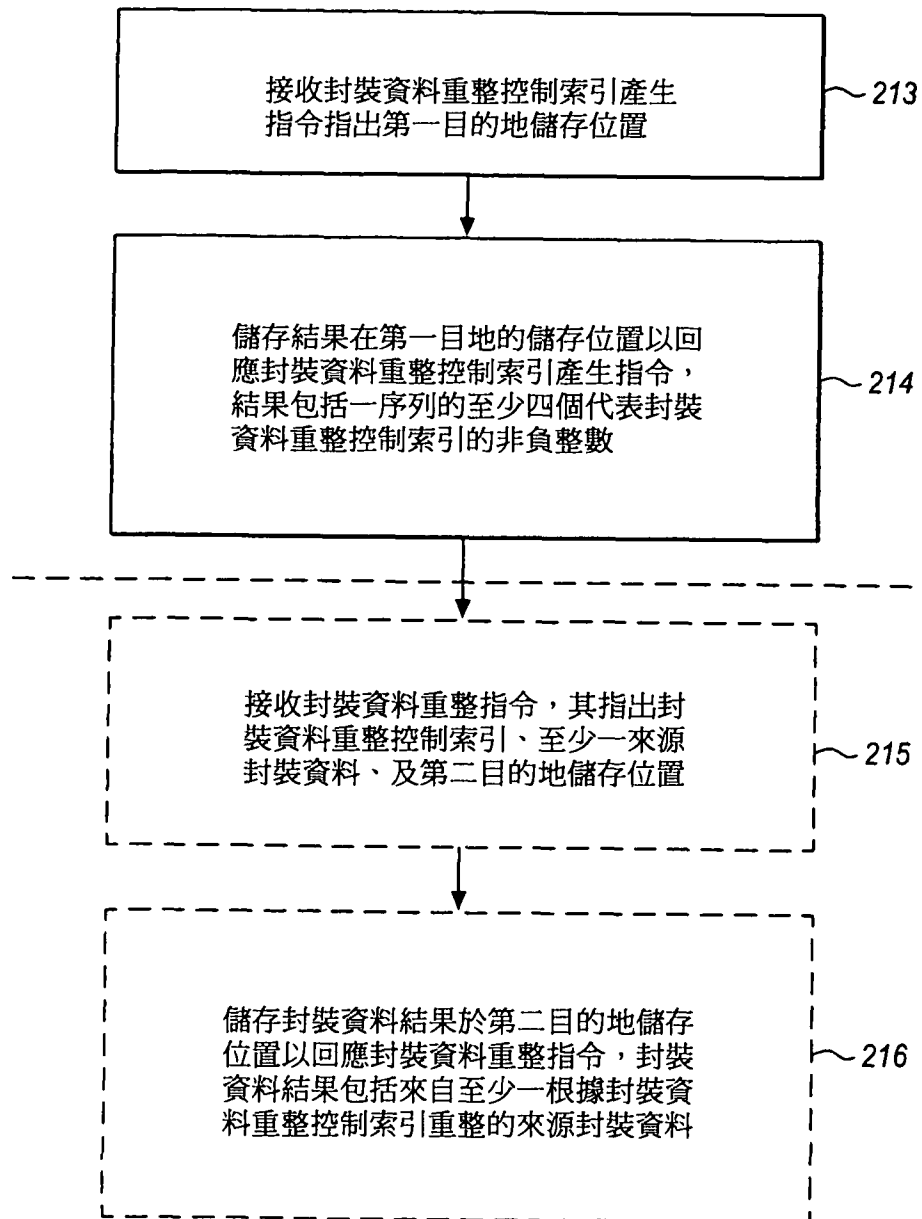 接收封裝資料重整控制索引產生
指令指出第一目的地儲存位置
213
儲存結果在第一目地的儲存位置以回
應封裝資料重整控制索引產生指令，
結果包括一序列的至少四個代表封裝
資料重整控制索引的非負整數
214
接收封裝資料重整指令，其指出封
裝資料重整控制索引、至少一來源
封裝資料、及第二目的地儲存位置
215
儲存封裝資料結果於第二目的地儲存
位置以回應封裝資料重整指令，封裝
資料結果包括來自至少一根據封裝資
料重整控制索引重整的來源封裝資料
216